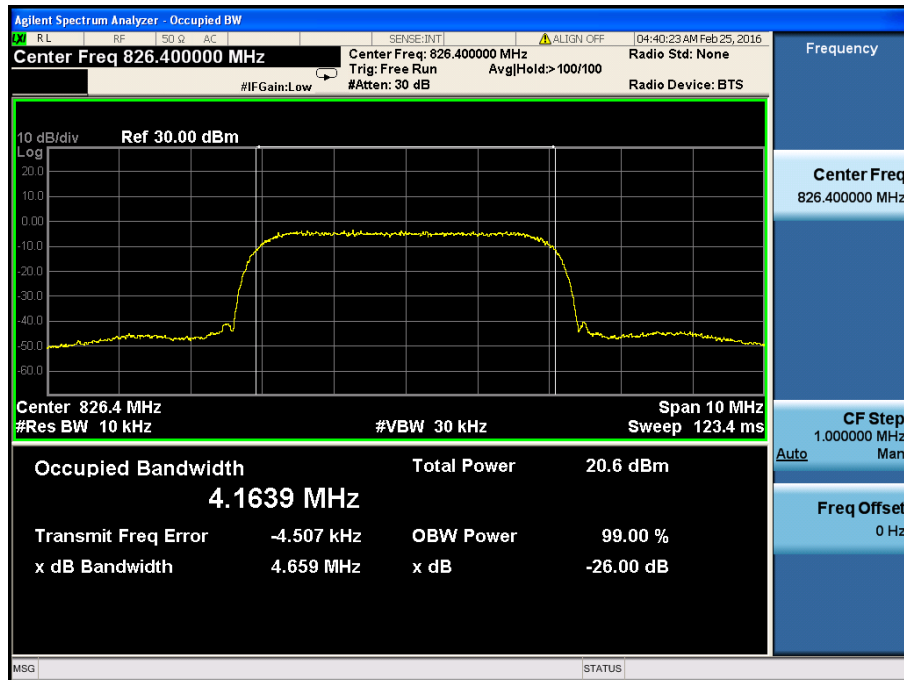 Agilent Spectrum Analyzer - Occupied BW
LXI RL RF 50 Ω AC SENSE:INT ALIGN OFF 04:40:23 AM Feb 25, 2016
Center Freq 826.400000 MHz
Center Freq: 826.400000 MHz Radio Std: None
Trig: Free Run Avg|Hold:>100/100
#IFGain:Low #Atten: 30 dB Radio Device: BTS
10 dB/div Ref 30.00 dBm
Log
20.0
10.0
0.00
-10.0
-20.0
-30.0
-40.0
-50.0
-60.0
Center 826.4 MHz Span 10 MHz
#Res BW 10 kHz #VBW 30 kHz Sweep 123.4 ms
Occupied Bandwidth Total Power 20.6 dBm
4.1639 MHz
Transmit Freq Error -4.507 kHz OBW Power 99.00 %
x dB Bandwidth 4.659 MHz x dB -26.00 dB
MSG STATUS
Frequency
Center Freq
826.400000 MHz
CF Step
1.000000 MHz
Auto Man
Freq Offset
0 Hz